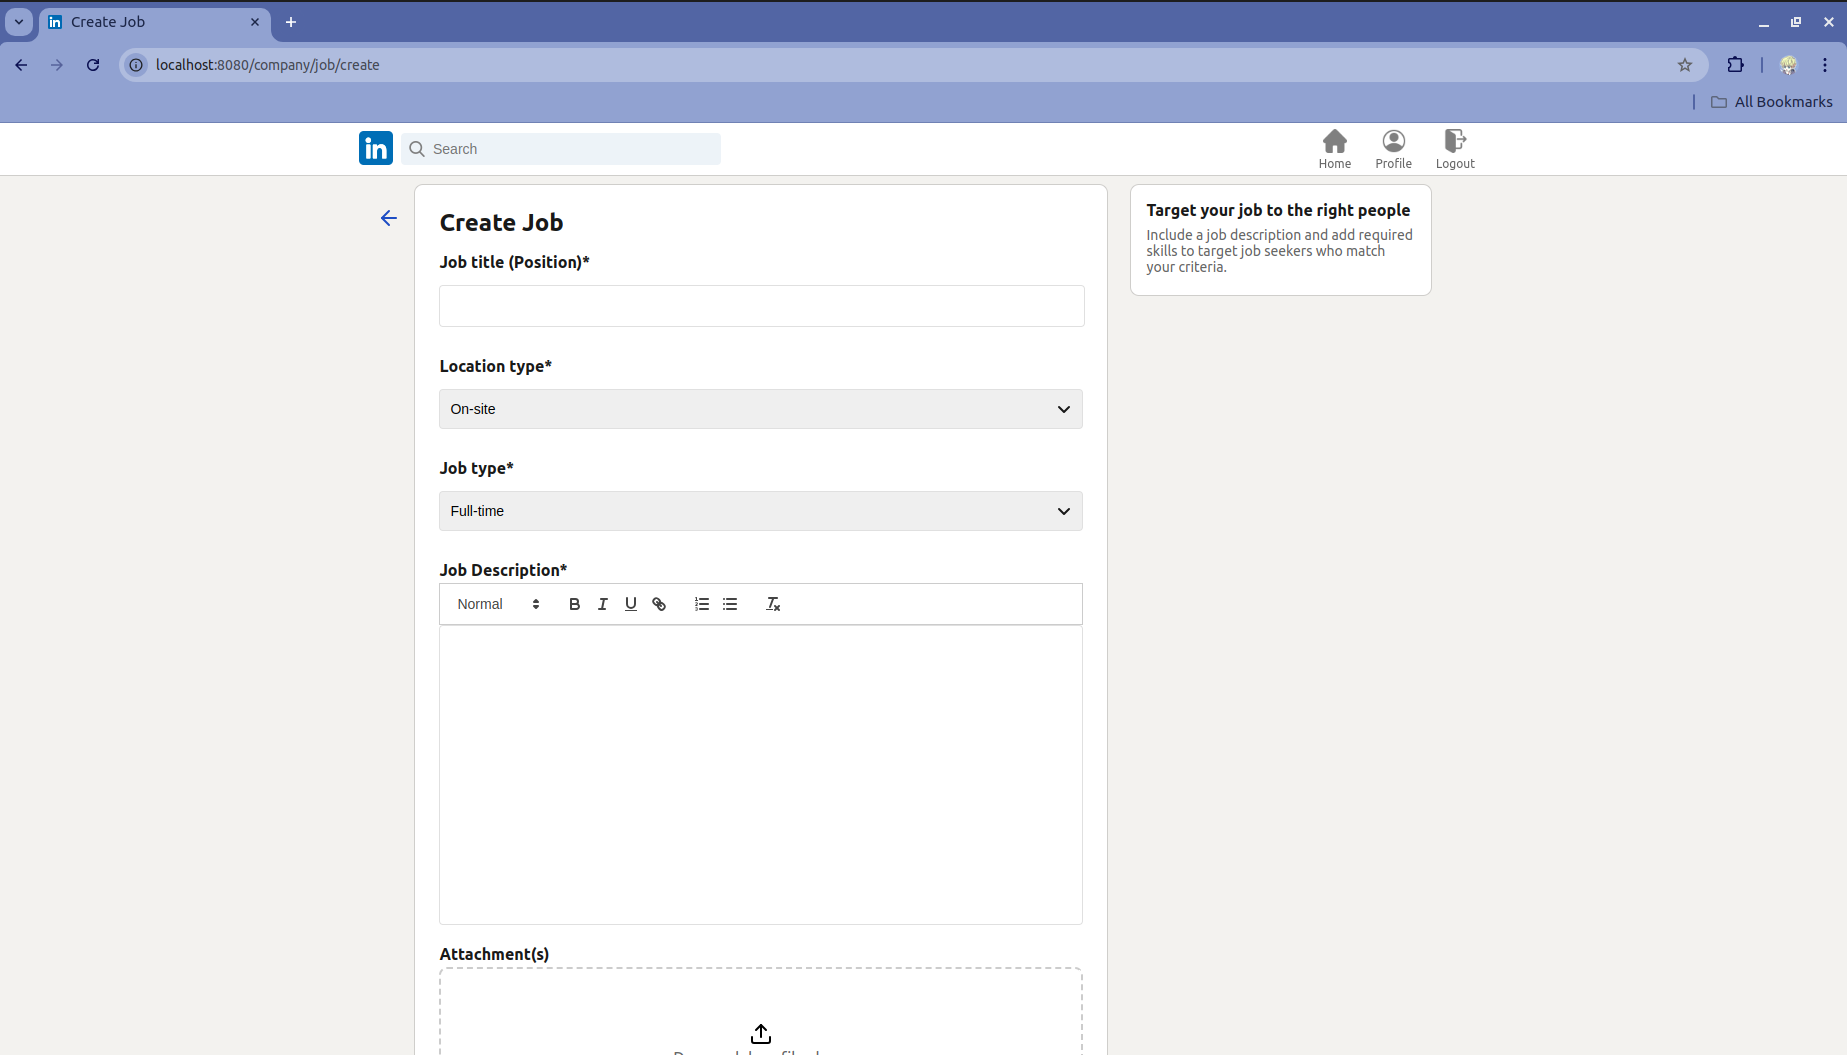 Create Job
localhost:8080/company/job/create
All Bookmarks
in
Search
Home
Profile
Logout
Create Job
Job title (Position)*
Location type*
On-site
Job type*
Full-time
Job Description*
Normal
B I U
Attachment(s)
Target your job to the right people
Include a job description and add required
skills to target job seekers who match
your criteria.